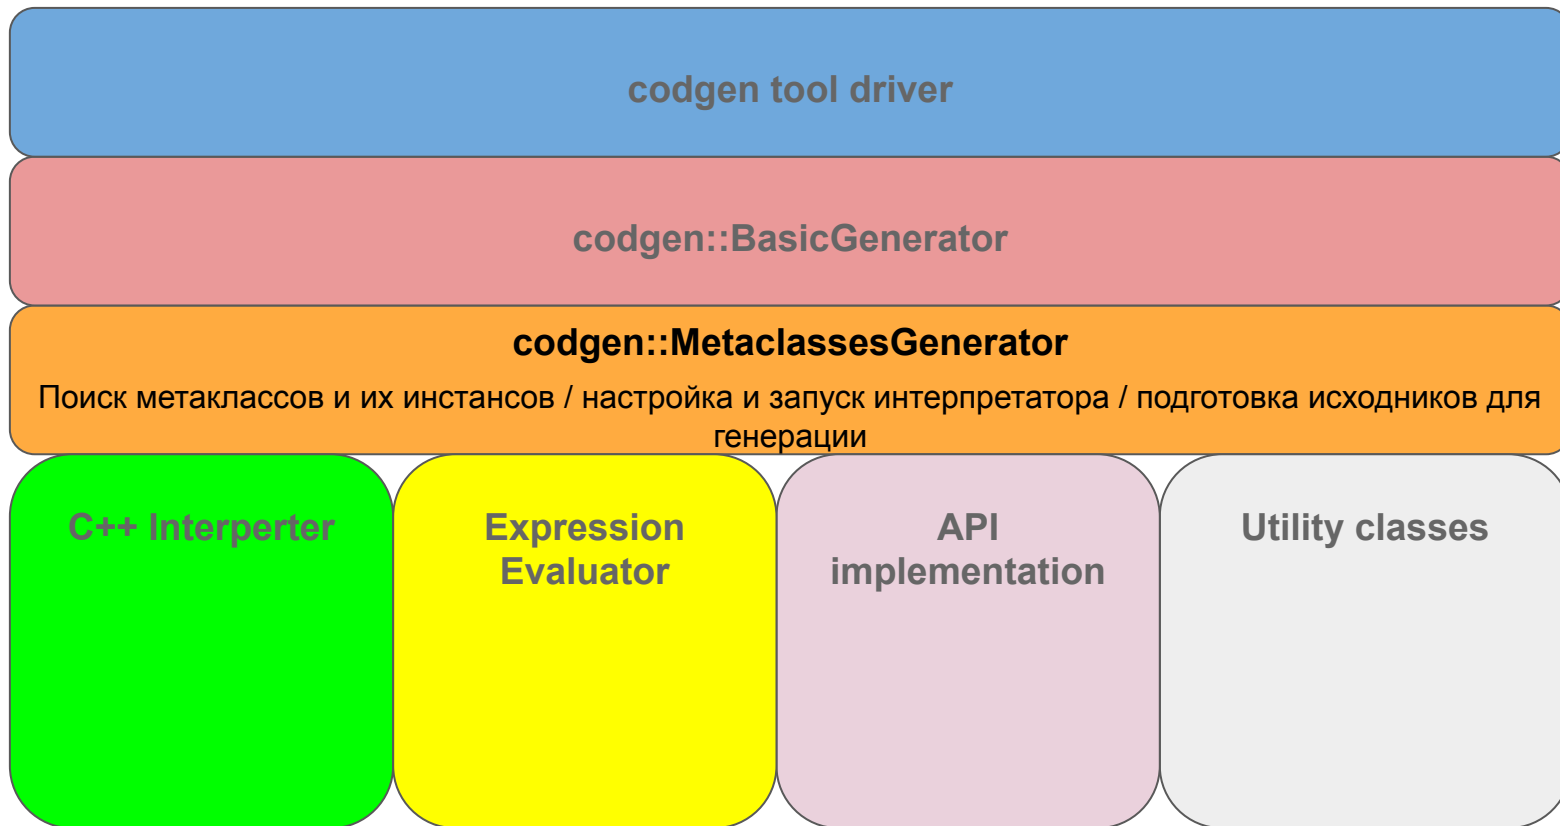 codgen tool driver
codgen::BasicGenerator
codgen::MetaclassesGenerator
Поиск метаклассов и их инстансов / настройка и запуск интерпретатора / подготовка исходников для
генерации
C++ Interperter
Expression
Evaluator
API
implementation
Utility classes